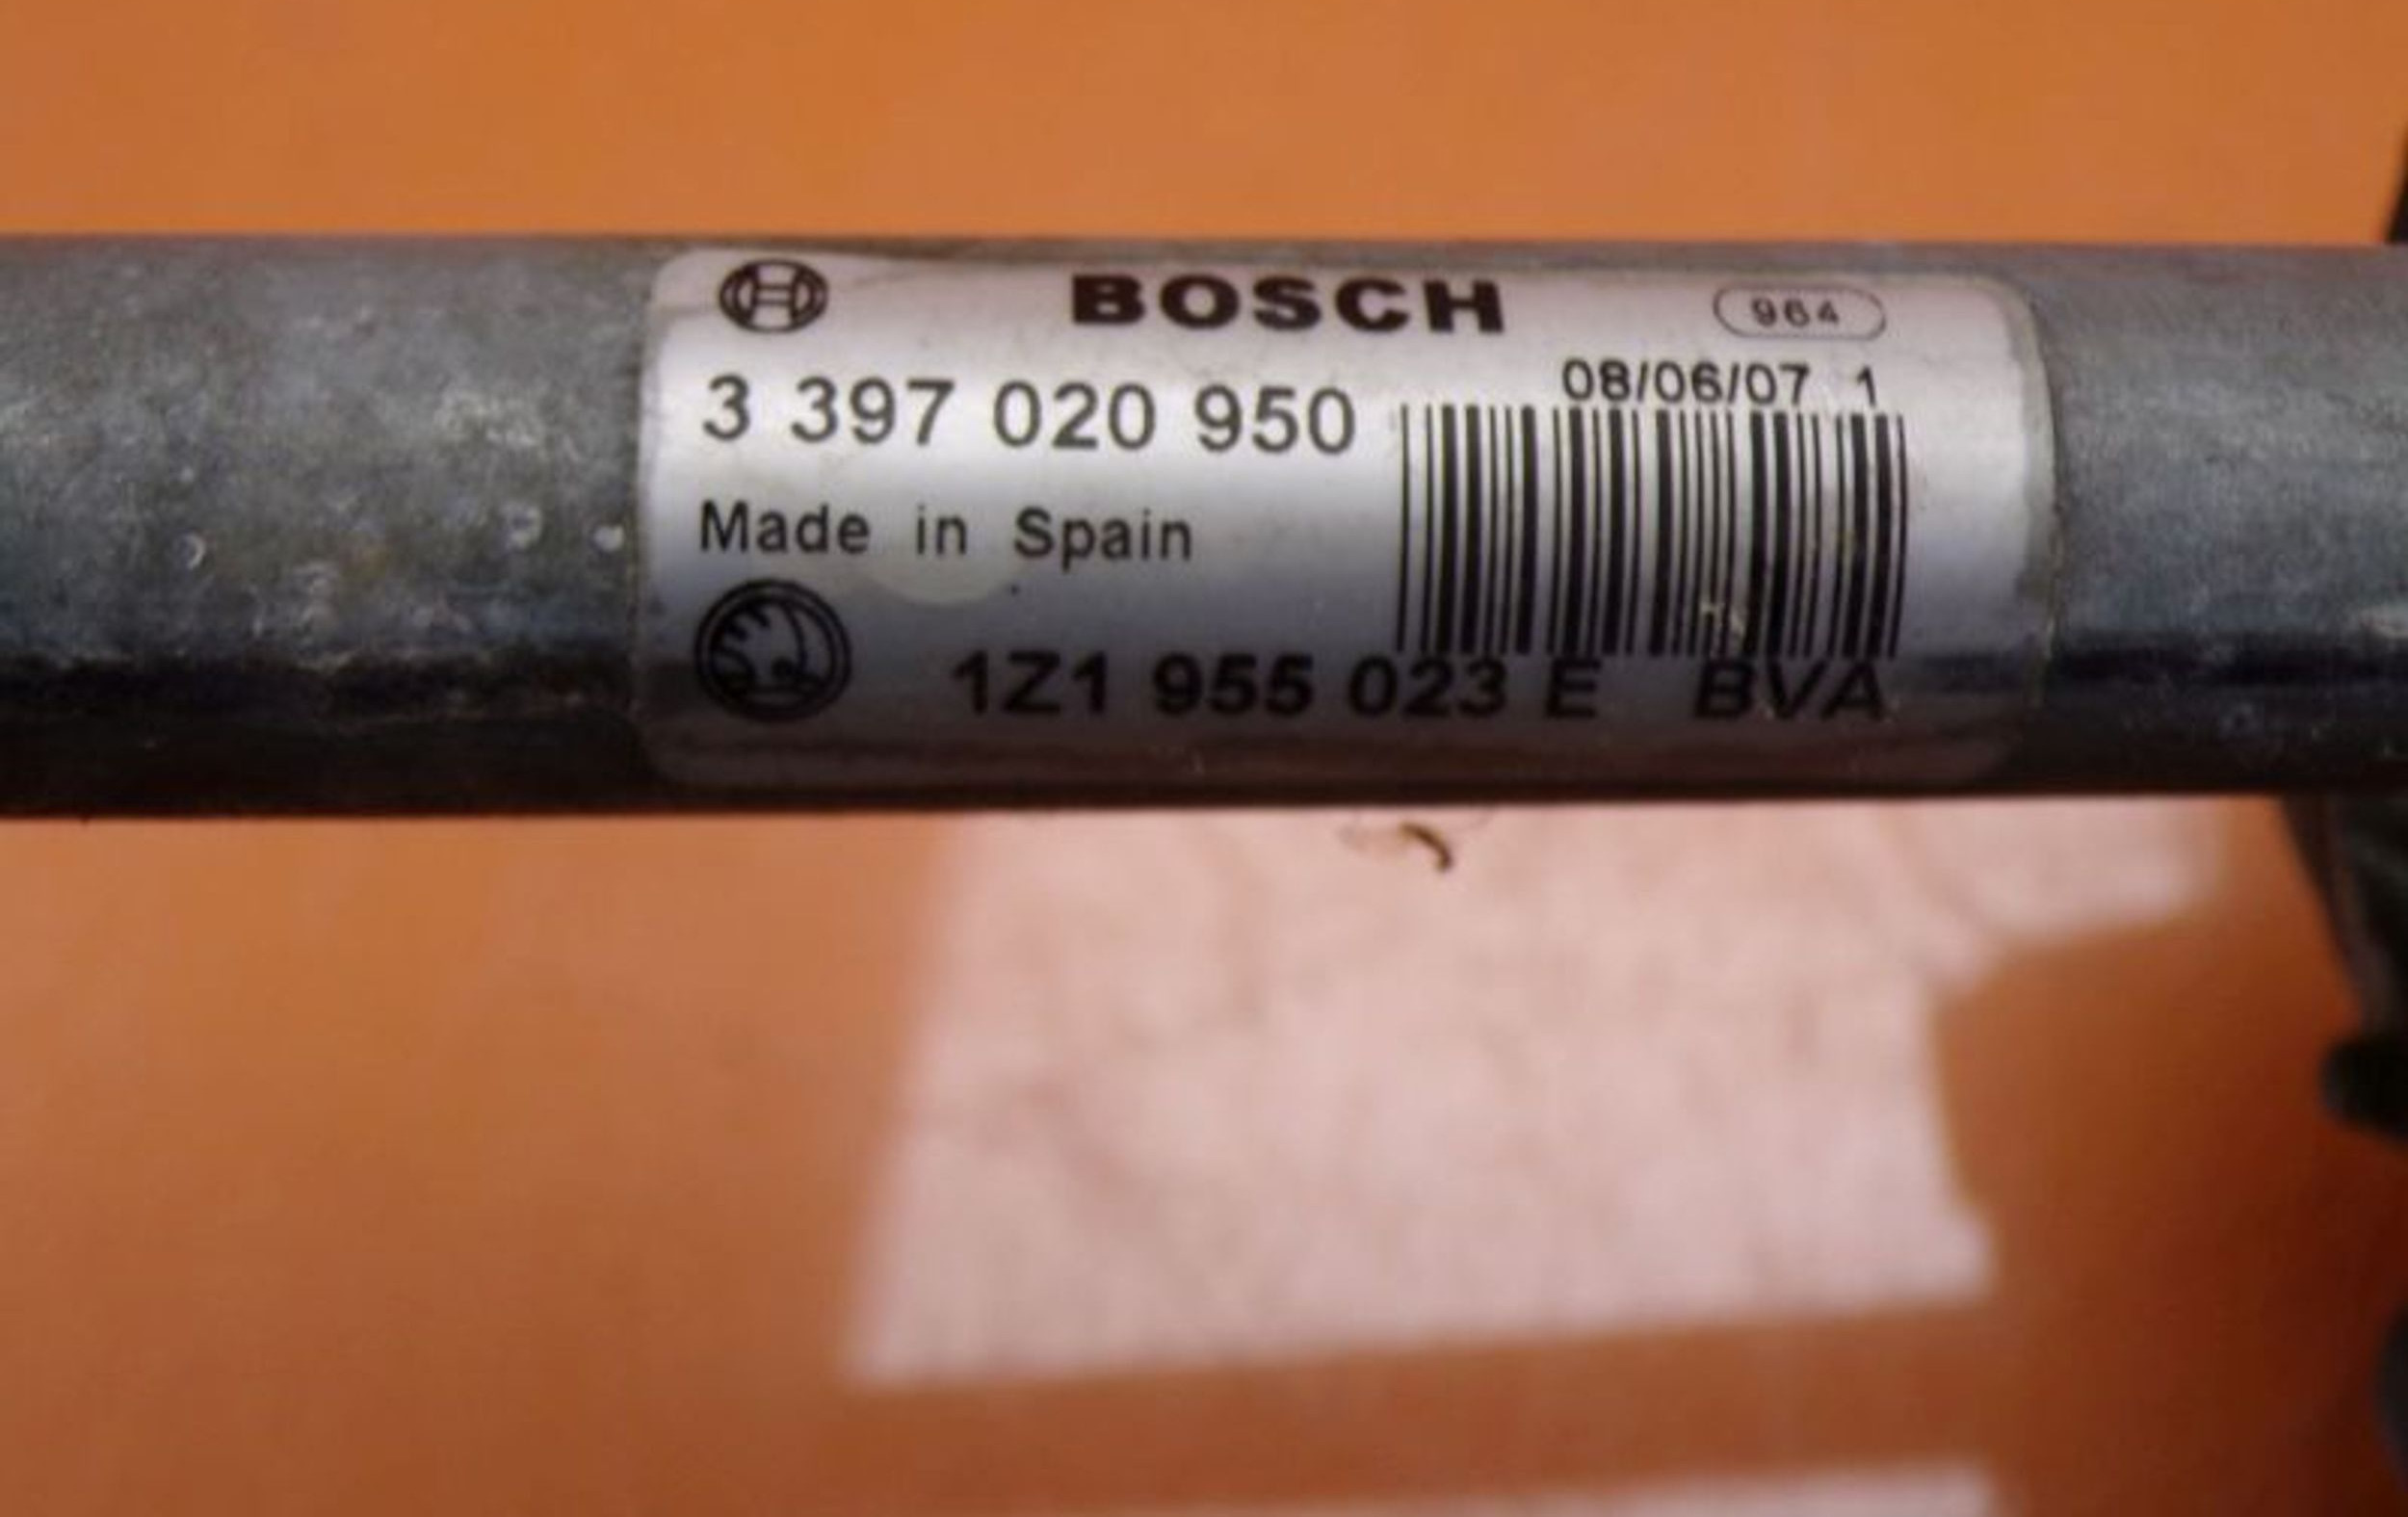 BOSCH 964
08/06/07 1
3 397 020 950
Made in Spain
1Z1 955 023 E BVA